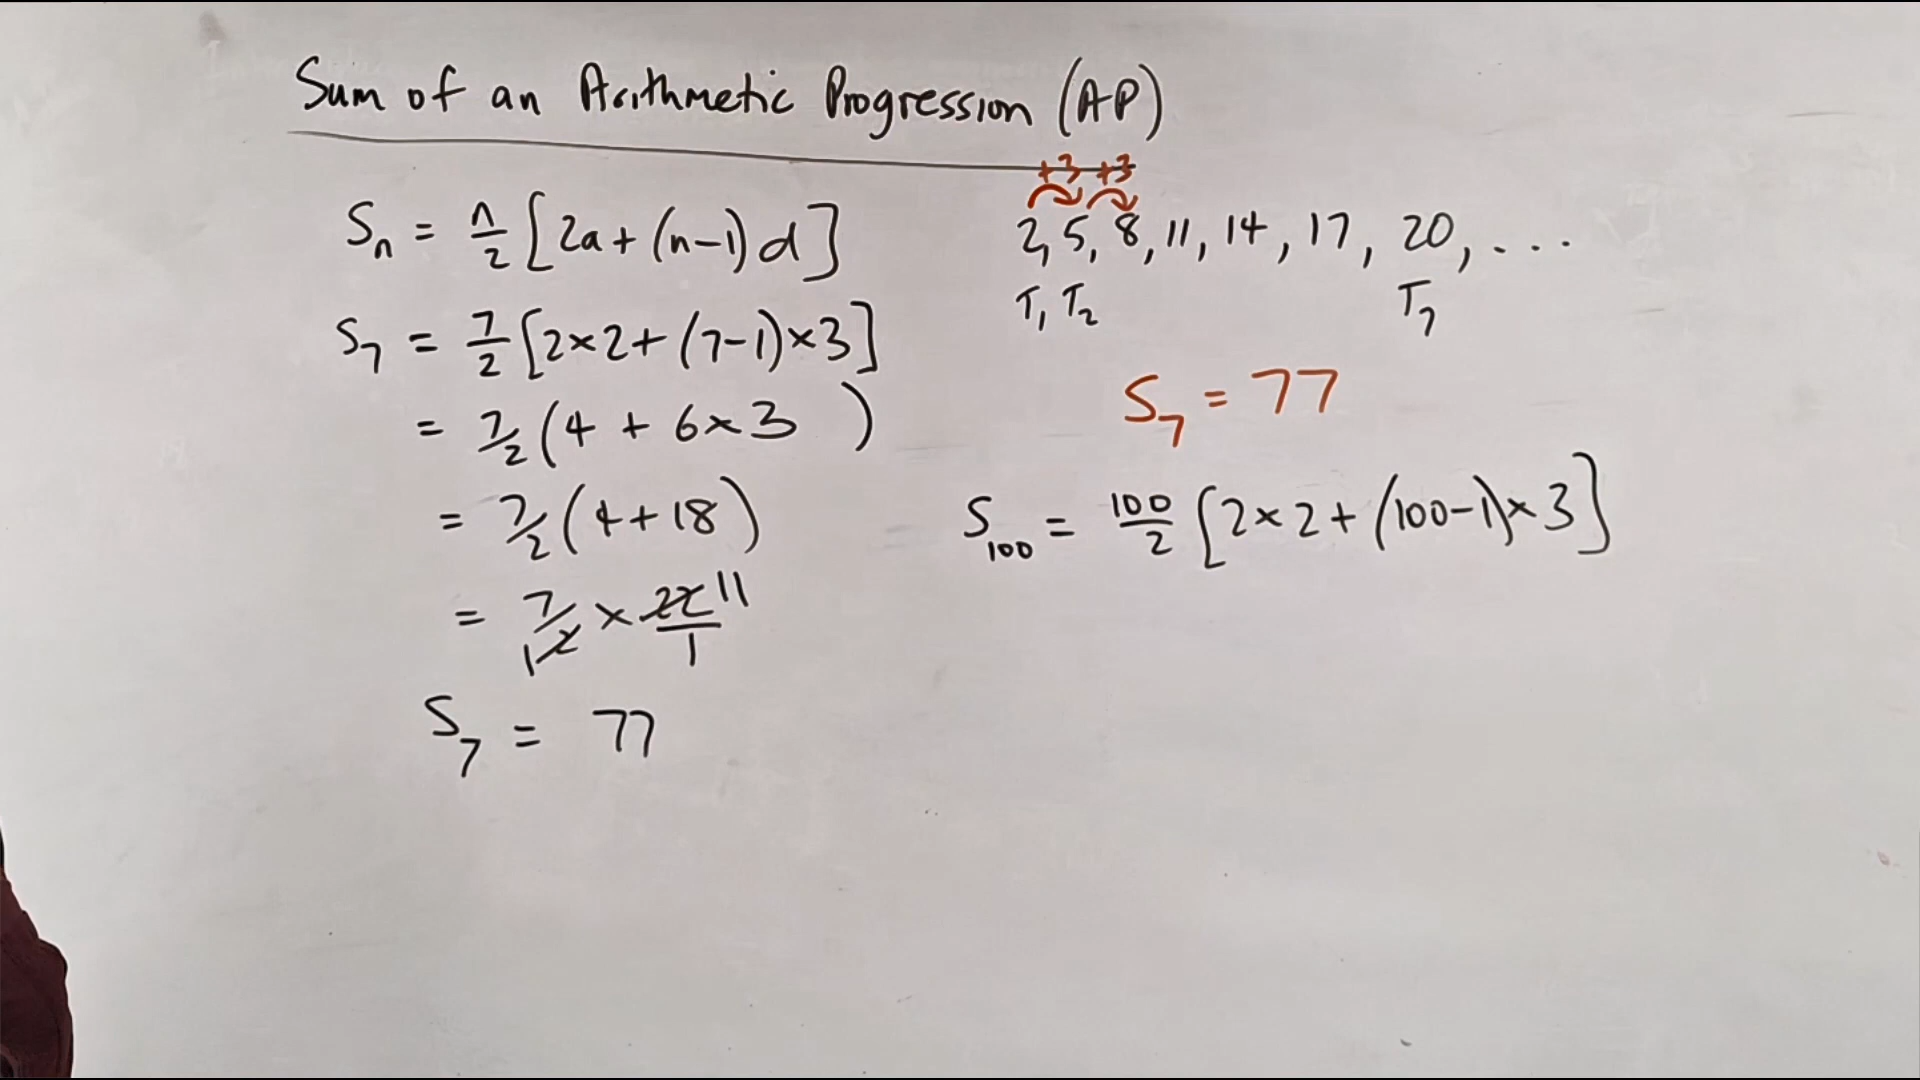 Sum of an Arithmetic Progression (AP)
Sₙ = n/2 [2a + (n-1)d]
S₇ = 7/2 [2×2 + (7-1)×3]
= 7/2 (4 + 6×3 )
= 7/2 (4+18)
= 7/2 1 × 22/1 11
S₇ = 77
+3 +3
2, 5, 8, 11, 14, 17, 20, ...
T₁ T₂ T₇
S₇ = 77
S₁₀₀ = 100/2 [2×2 + (100-1)×3]